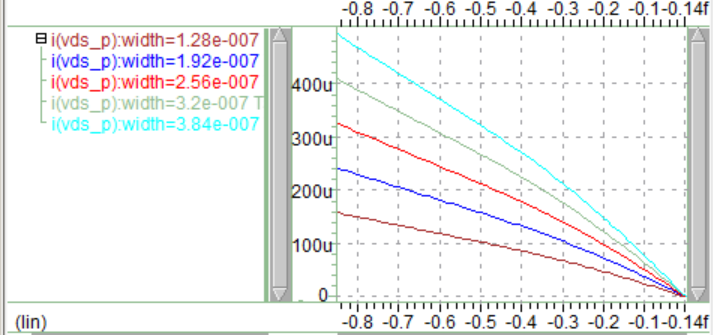 -0.8 -0.7 -0.6 -0.5 -0.4 -0.3 -0.2 -0.1 -0.14f
i(vds_p):width=1.28e-007
i(vds_p):width=1.92e-007
i(vds_p):width=2.56e-007
i(vds_p):width=3.2e-007 T
i(vds_p):width=3.84e-007
400u
300u
200u
100u
0
(lin)
-0.8 -0.7 -0.6 -0.5 -0.4 -0.3 -0.2 -0.1 -0.14f